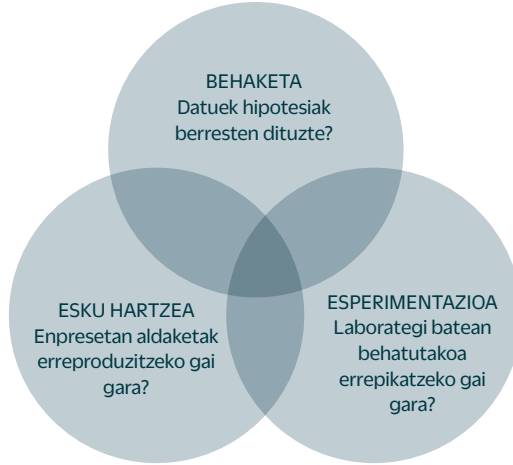 BEHAKETA
Datuek hipotesiak
berresten dituzte?
ESKU HARTZEA
Enpresetan aldaketak
erreproduzitzeko gai
gara?
ESPERIMENTAZIOA
Laborategi batean
behatutakoa
errepikatzeko gai
gara?